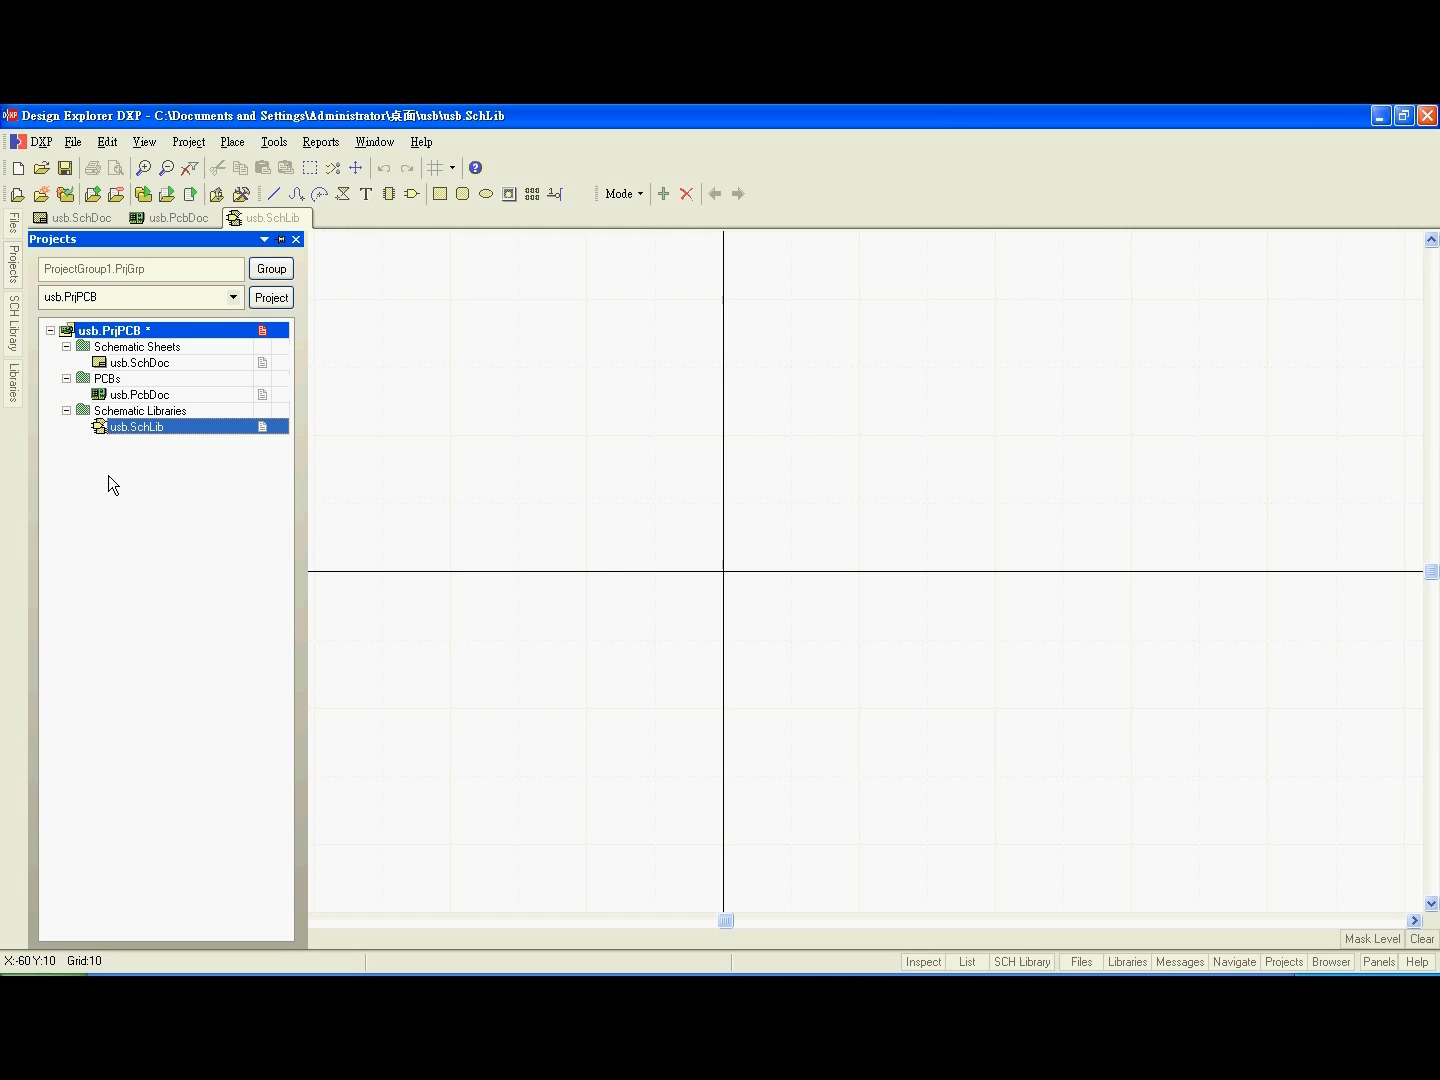 Design Explorer DXP - C:\Documents and Settings\Administrator\桌面\usb\usb.SchLib
DXP File Edit View Project Place Tools Reports Window Help
Mode
usb.SchDoc usb.PcbDoc usb.SchLib
Files
Projects
SCH Library
Libraries
Projects
ProjectGroup1.PrjGrp Group
usb.PrjPCB Project
usb.PrjPCB *
Schematic Sheets
usb.SchDoc
PCBs
usb.PcbDoc
Schematic Libraries
usb.SchLib
Mask Level Clear
X:-60 Y:10 Grid:10 Inspect List SCH Library Files Libraries Messages Navigate Projects Browser Panels Help